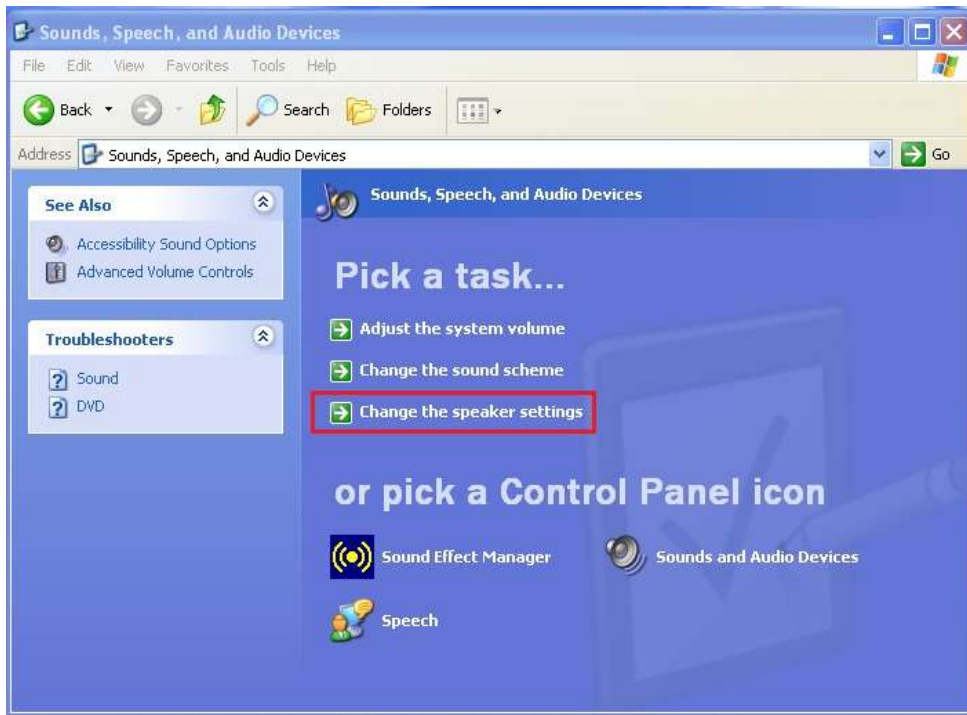 Sounds, Speech, and Audio Devices
File Edit View Favorites Tools Help
Back Search Folders
Address Sounds, Speech, and Audio Devices Go
See Also
Accessibility Sound Options
Advanced Volume Controls
Troubleshooters
Sound
DVD
Sounds, Speech, and Audio Devices
Pick a task...
Adjust the system volume
Change the sound scheme
Change the speaker settings
or pick a Control Panel icon
Sound Effect Manager Sounds and Audio Devices
Speech